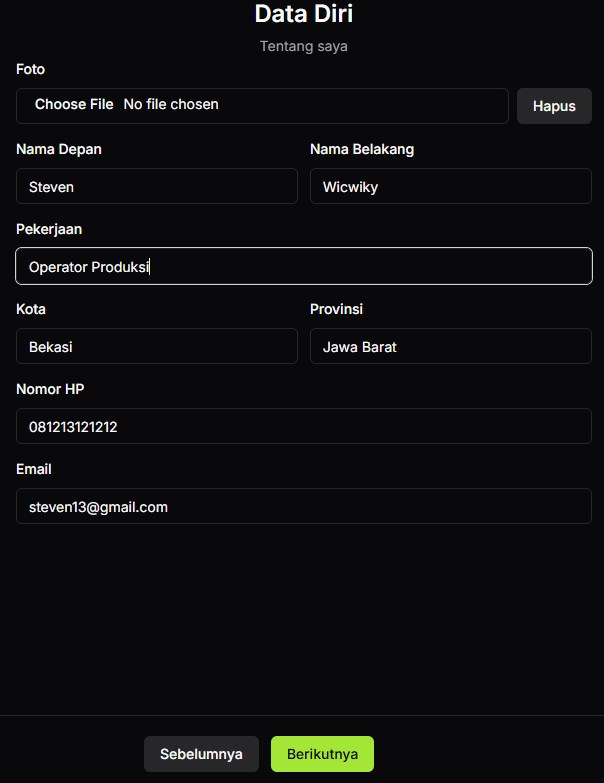 Data Diri
Tentang saya
Foto
Choose File No file chosen
Hapus
Nama Depan
Nama Belakang
Steven
Wicwiky
Pekerjaan
Operator Produksi
Kota
Provinsi
Bekasi
Jawa Barat
Nomor HP
081213121212
Email
steven13@gmail.com
Sebelumnya
Berikutnya